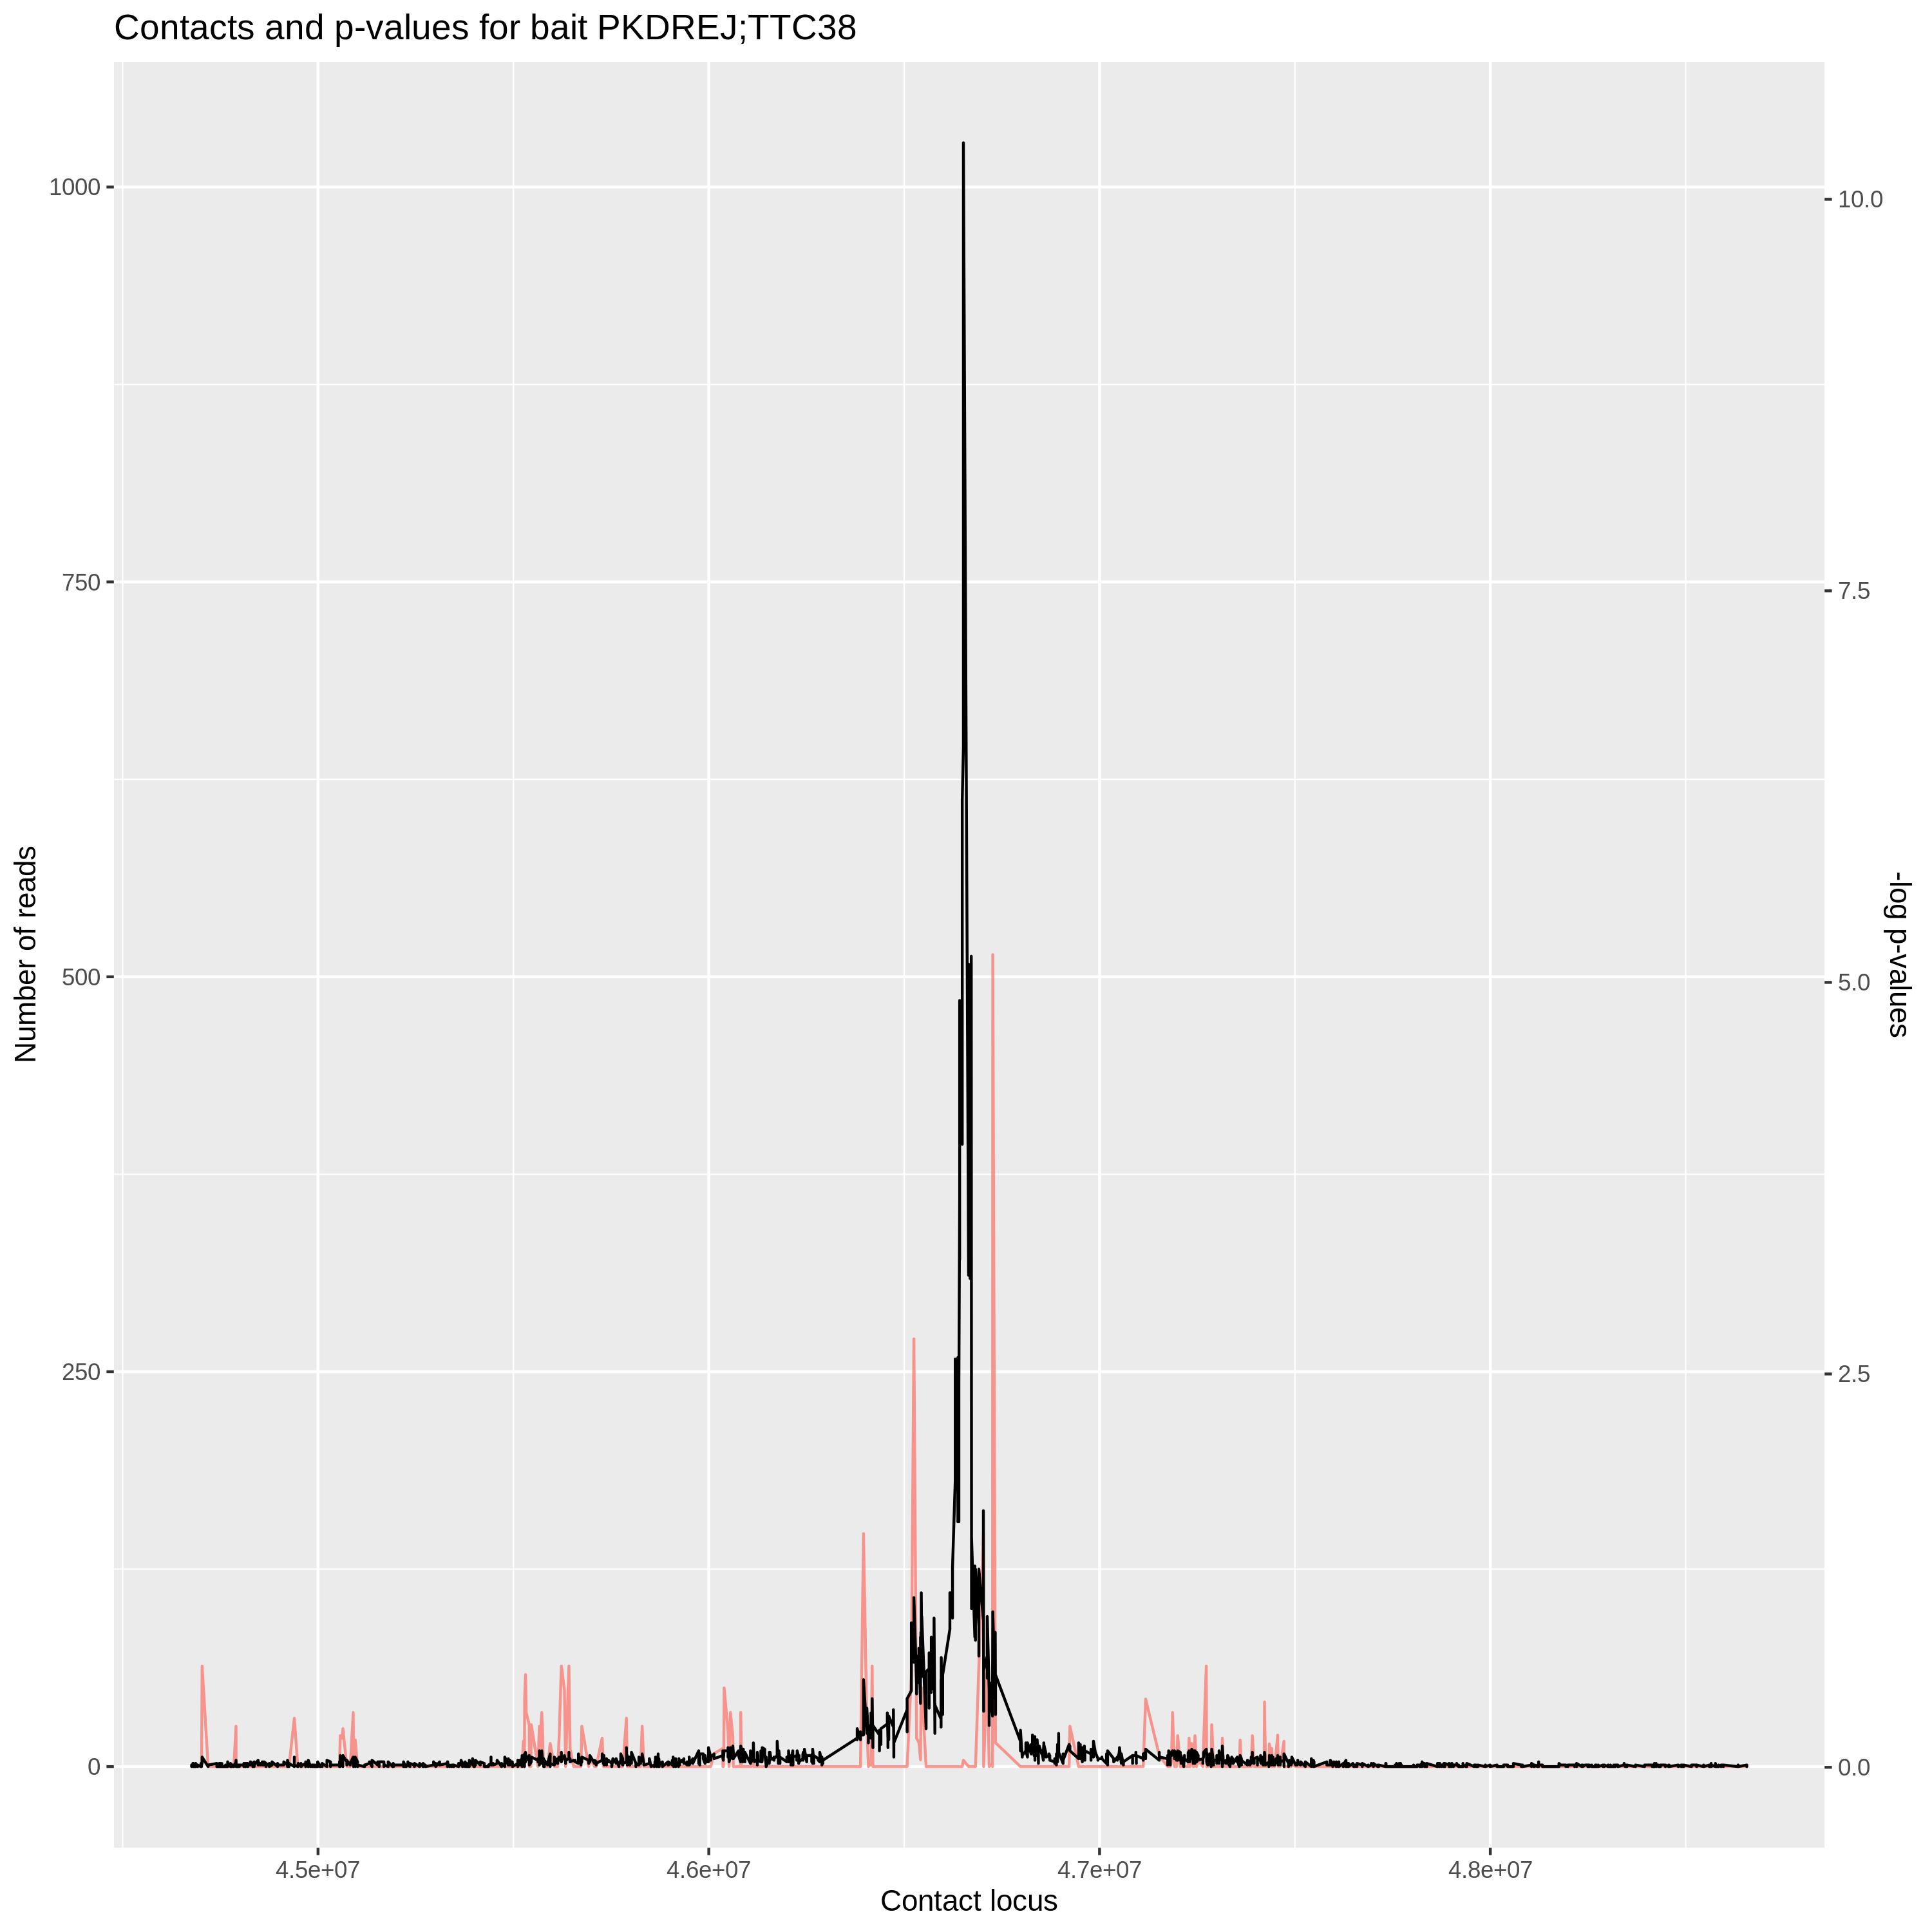 Contacts and p-values for bait PKDREJ;TTC38
1000
750
500
250
0
Number of reads
10.0
7.5
5.0
2.5
0.0
-log p-values
4.5e+07
4.6e+07
4.7e+07
4.8e+07
Contact locus